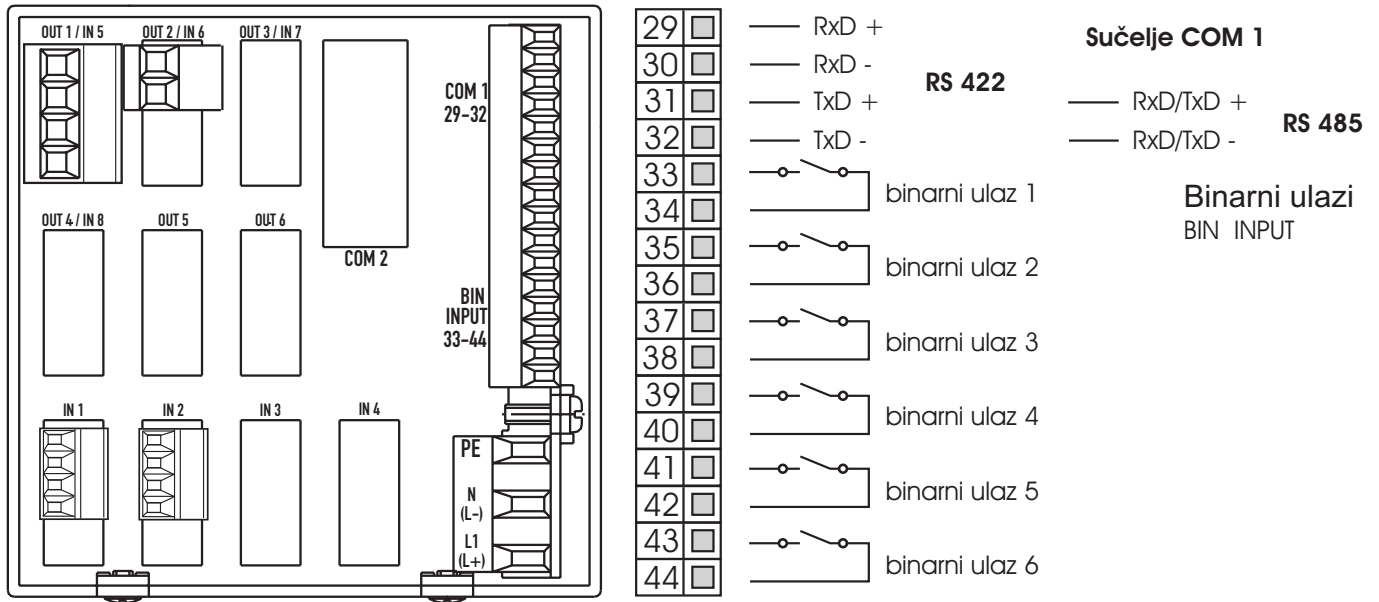 OUT 1 / IN 5
OUT 2 / IN 6
OUT 3 / IN 7
COM 1
29-32
COM 2
OUT 4 / IN 8
OUT 5
OUT 6
BIN
INPUT
33-44
IN 1
IN 2
IN 3
IN 4
PE
N
(L-)
L1
(L+)
29 RxD +
30 RxD -
31 TxD +
32 TxD -
RS 422
Sučelje COM 1
RxD/TxD +
RxD/TxD -
RS 485
33
34
binarni ulaz 1
Binarni ulazi
BIN INPUT
35
36
binarni ulaz 2
37
38
binarni ulaz 3
39
40
binarni ulaz 4
41
42
binarni ulaz 5
43
44
binarni ulaz 6